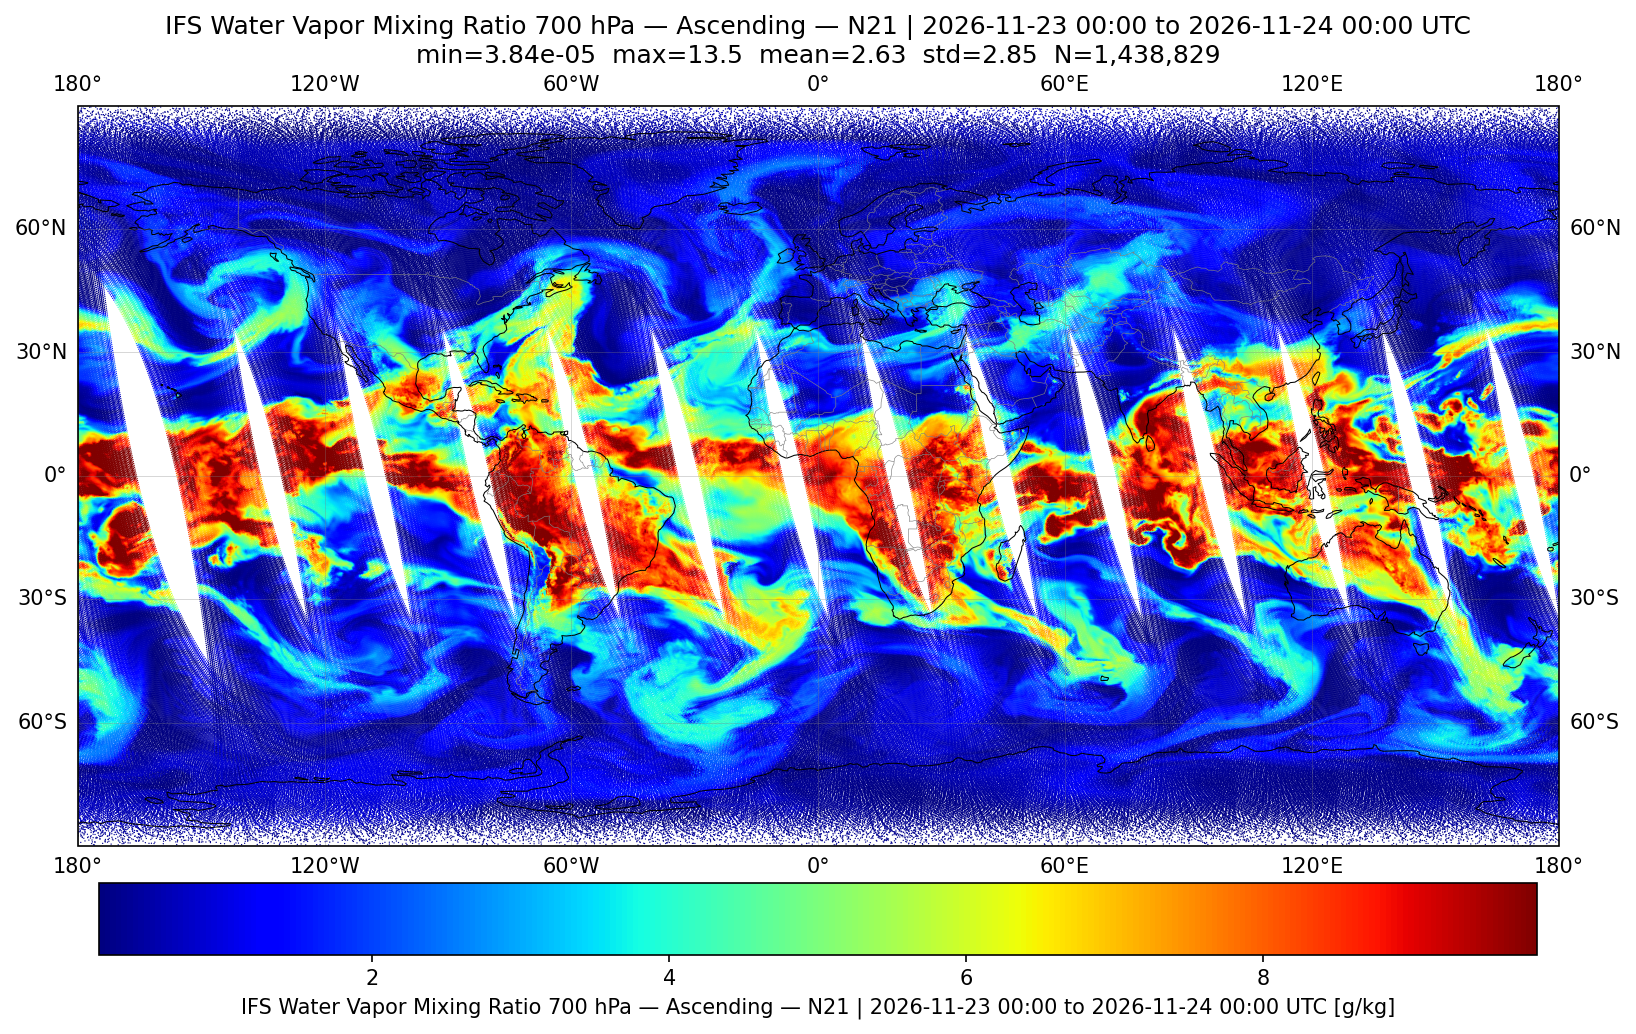 IFS Water Vapor Mixing Ratio 700 hPa — Ascending — N21 | 2026-11-23 00:00 to 2026-11-24 00:00 UTC
min=3.84e-05  max=13.5  mean=2.63  std=2.85  N=1,438,829
180° 120°W 60°W 0° 60°E 120°E 180°
60°N 60°N
30°N 30°N
0° 0°
30°S 30°S
60°S 60°S
180° 120°W 60°W 0° 60°E 120°E 180°
2 4 6 8
IFS Water Vapor Mixing Ratio 700 hPa — Ascending — N21 | 2026-11-23 00:00 to 2026-11-24 00:00 UTC [g/kg]